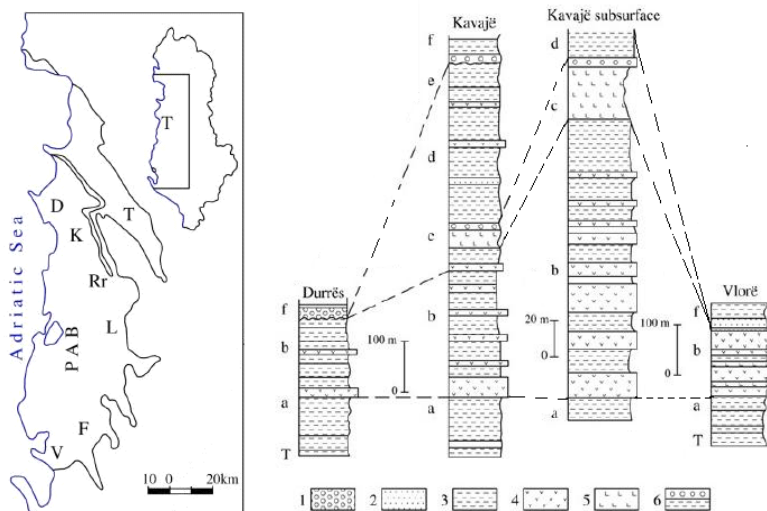 Adriatic Sea
T
D
K
T
Rr
PAB
L
F
V
10 0 20km
Durrës
f
b
a
T
100 m
0
Kavajë
f
e
d
c
b
a
Kavajë subsurface
d
c
b
a
20 m
0
100 m
0
Vlorë
f
b
a
T
1 2 3 4 5 6